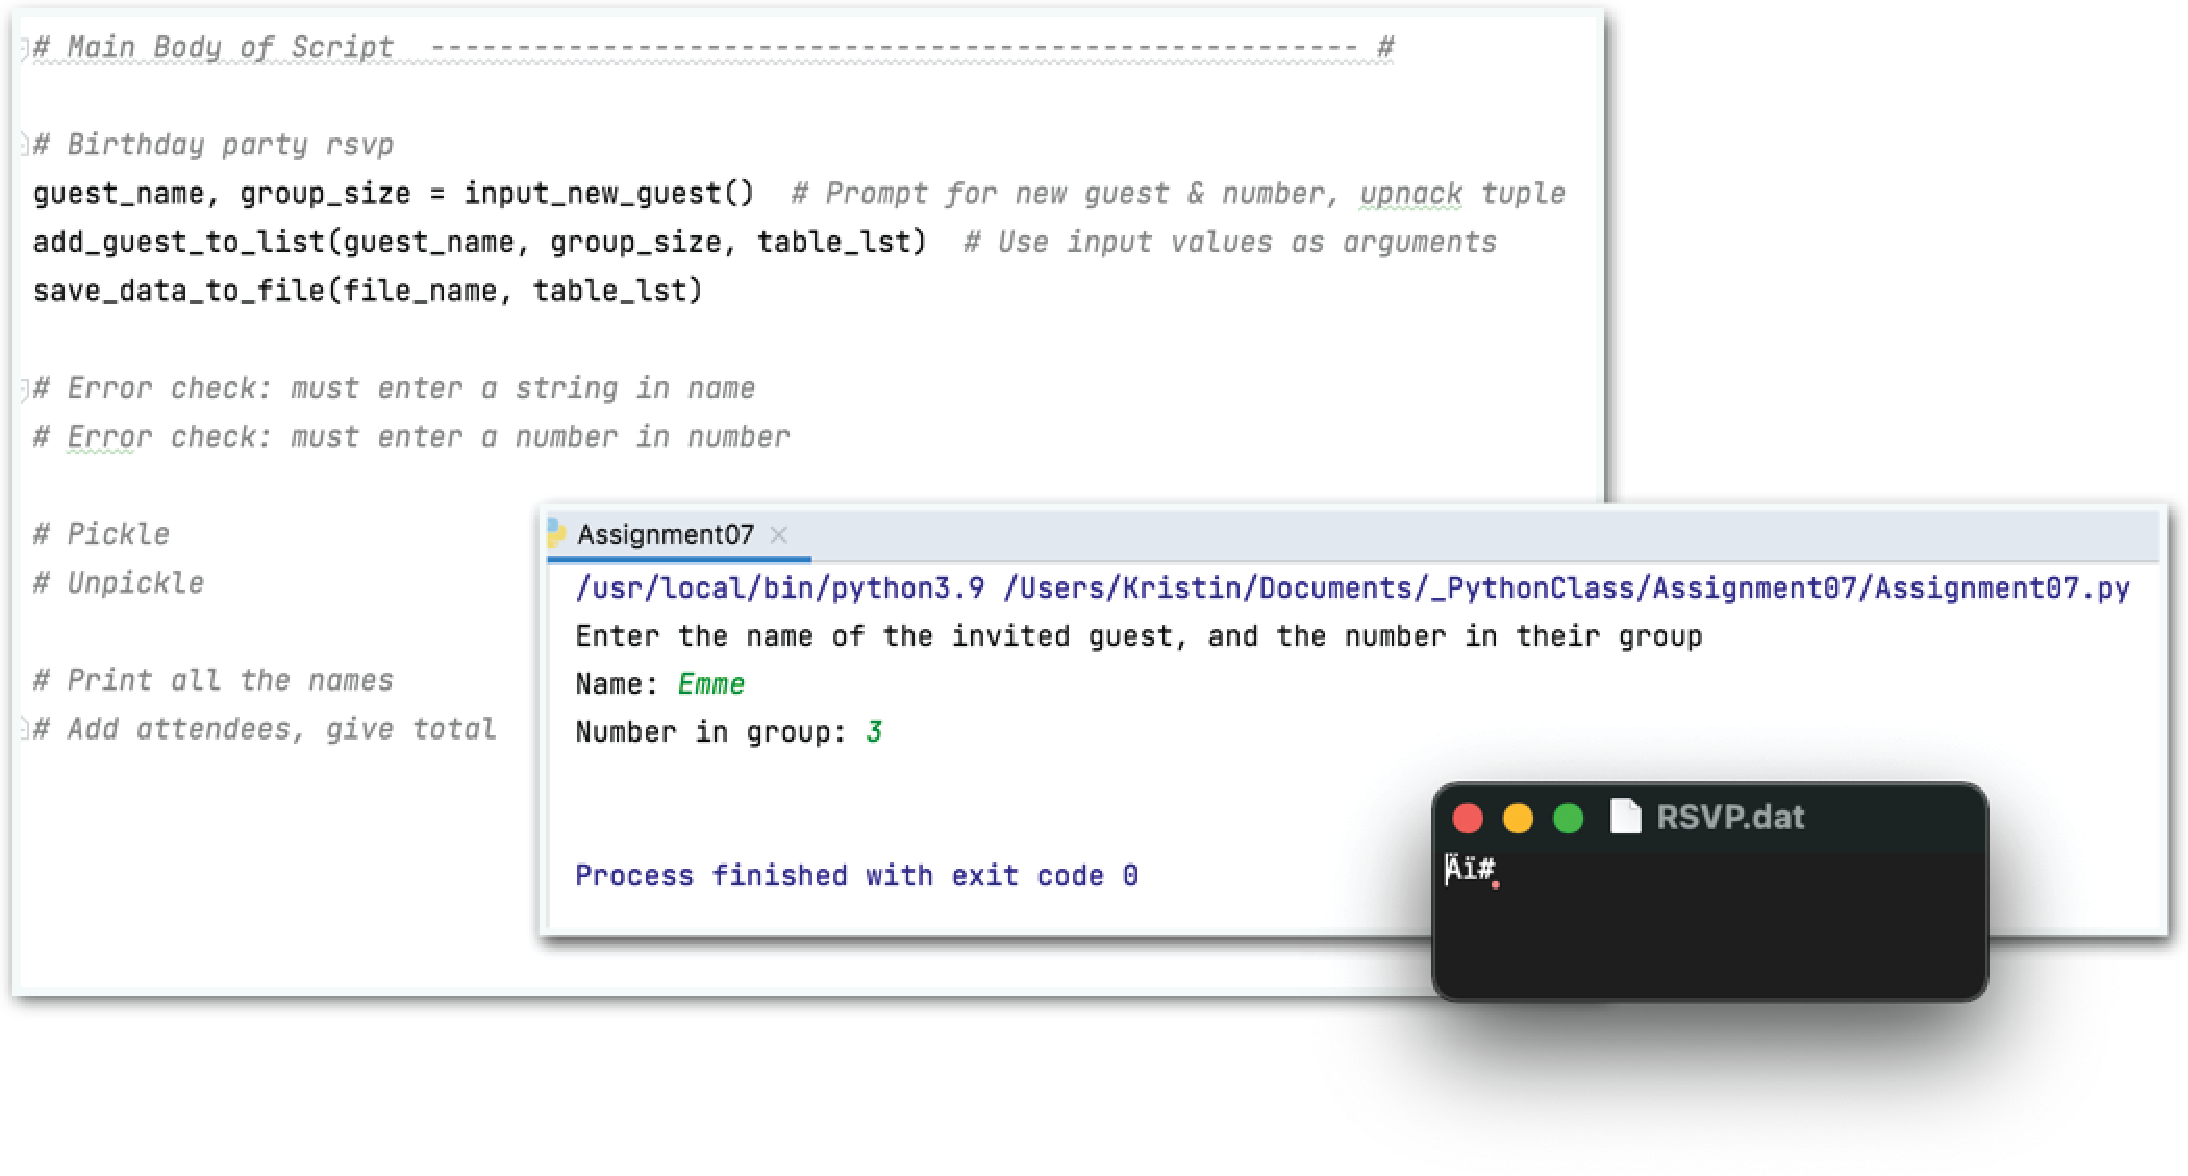 # Main Body of Script  ------------------------------------------------------ #
# Birthday party rsvp
guest_name, group_size = input_new_guest()  # Prompt for new guest & number, upnack tuple
add_guest_to_list(guest_name, group_size, table_lst)  # Use input values as arguments
save_data_to_file(file_name, table_lst)
# Error check: must enter a string in name
# Error check: must enter a number in number
# Pickle
# Unpickle
# Print all the names
# Add attendees, give total
Assignment07
/usr/local/bin/python3.9 /Users/Kristin/Documents/_PythonClass/Assignment07/Assignment07.py
Enter the name of the invited guest, and the number in their group
Name: Emme
Number in group: 3
Process finished with exit code 0
RSVP.dat
Äï#